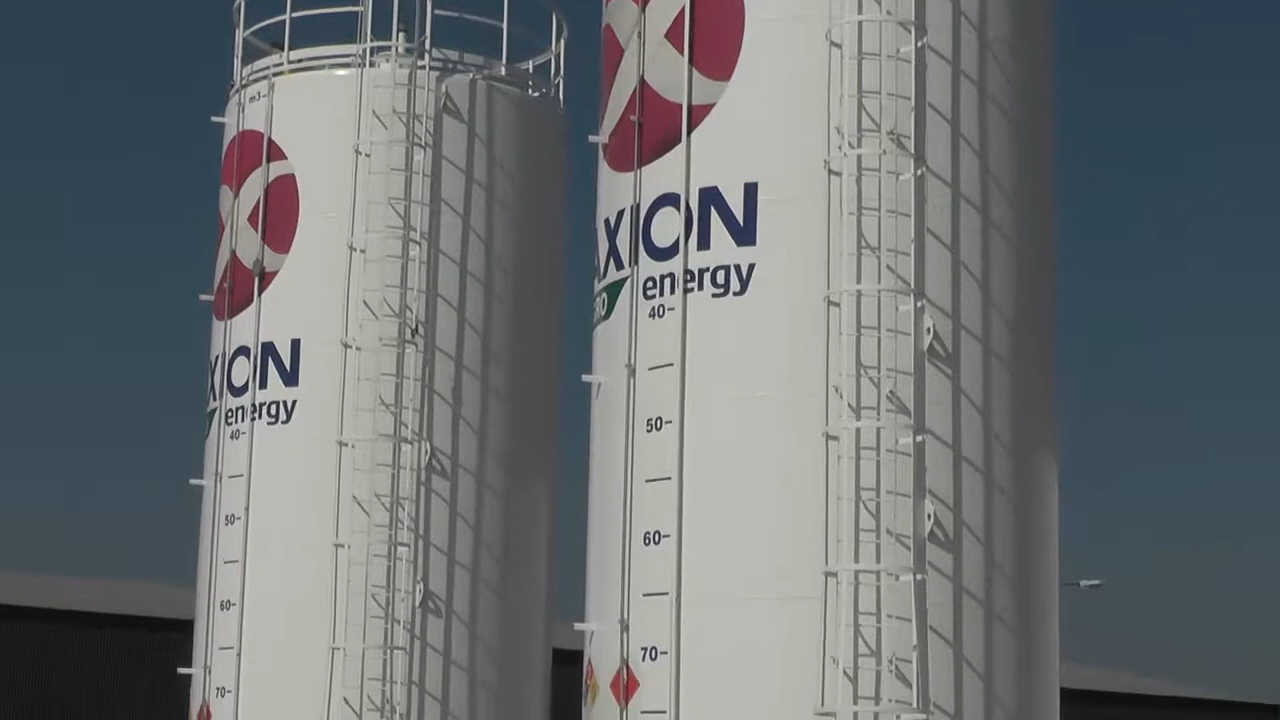 m3-
XION
energy
40-
50-
60-
70-
AXION
energy
40-
50-
60-
70-